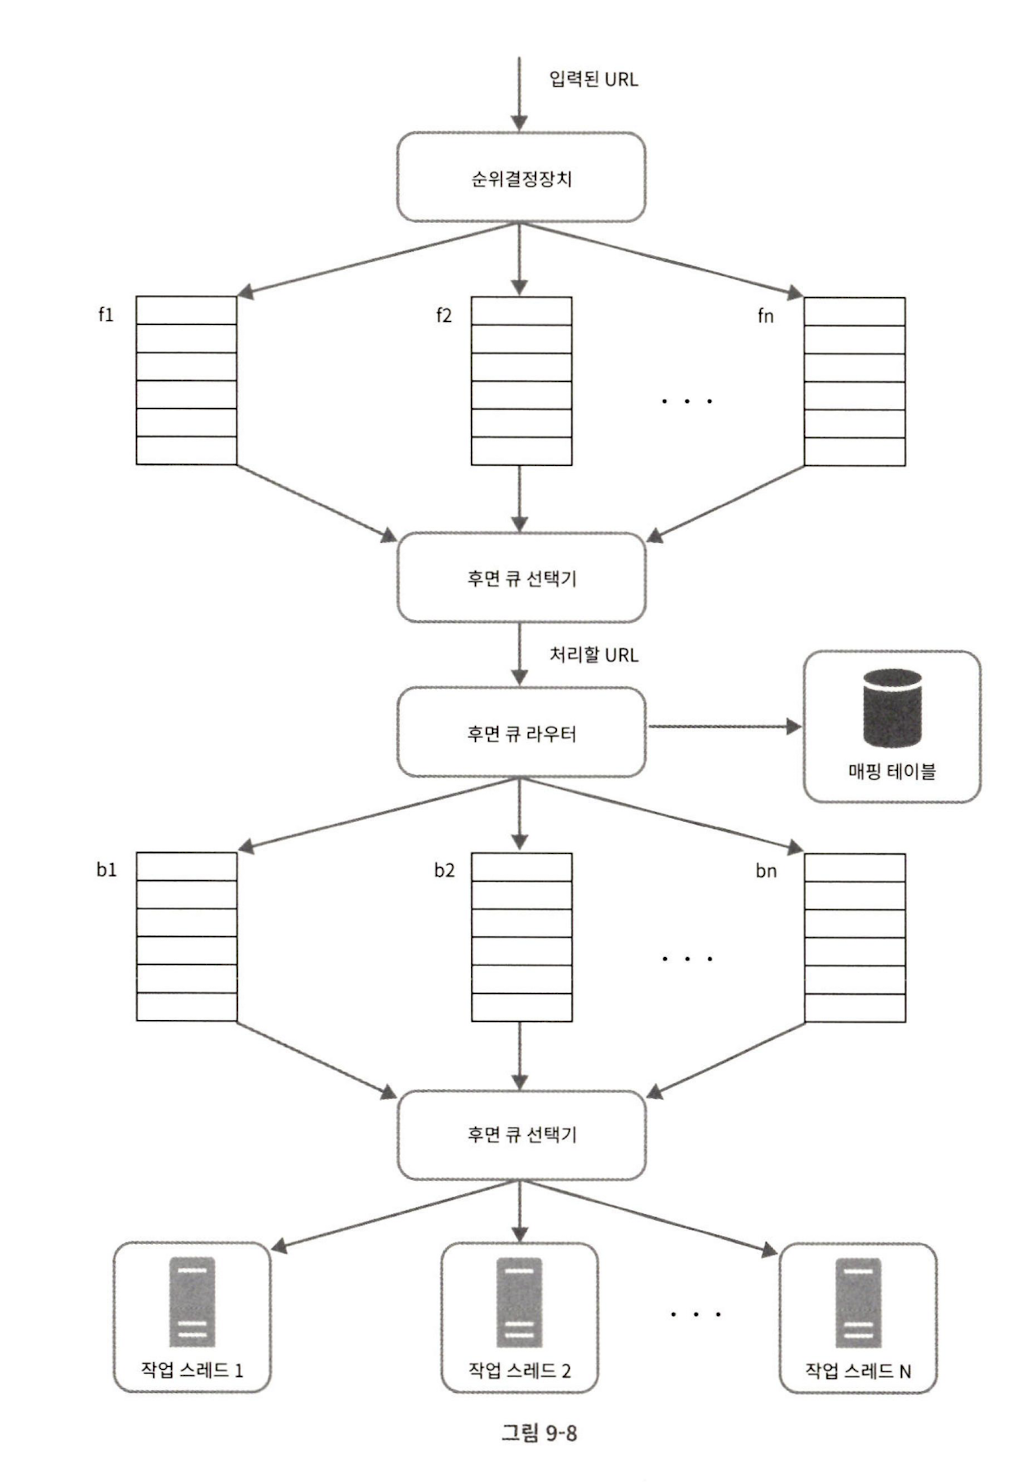 입력된 URL
순위결정장치
f1
f2
fn
. . .
후면 큐 선택기
처리할 URL
후면 큐 라우터
매핑 테이블
b1
b2
bn
. . .
후면 큐 선택기
작업 스레드 1
작업 스레드 2
. . .
작업 스레드 N
그림 9-8